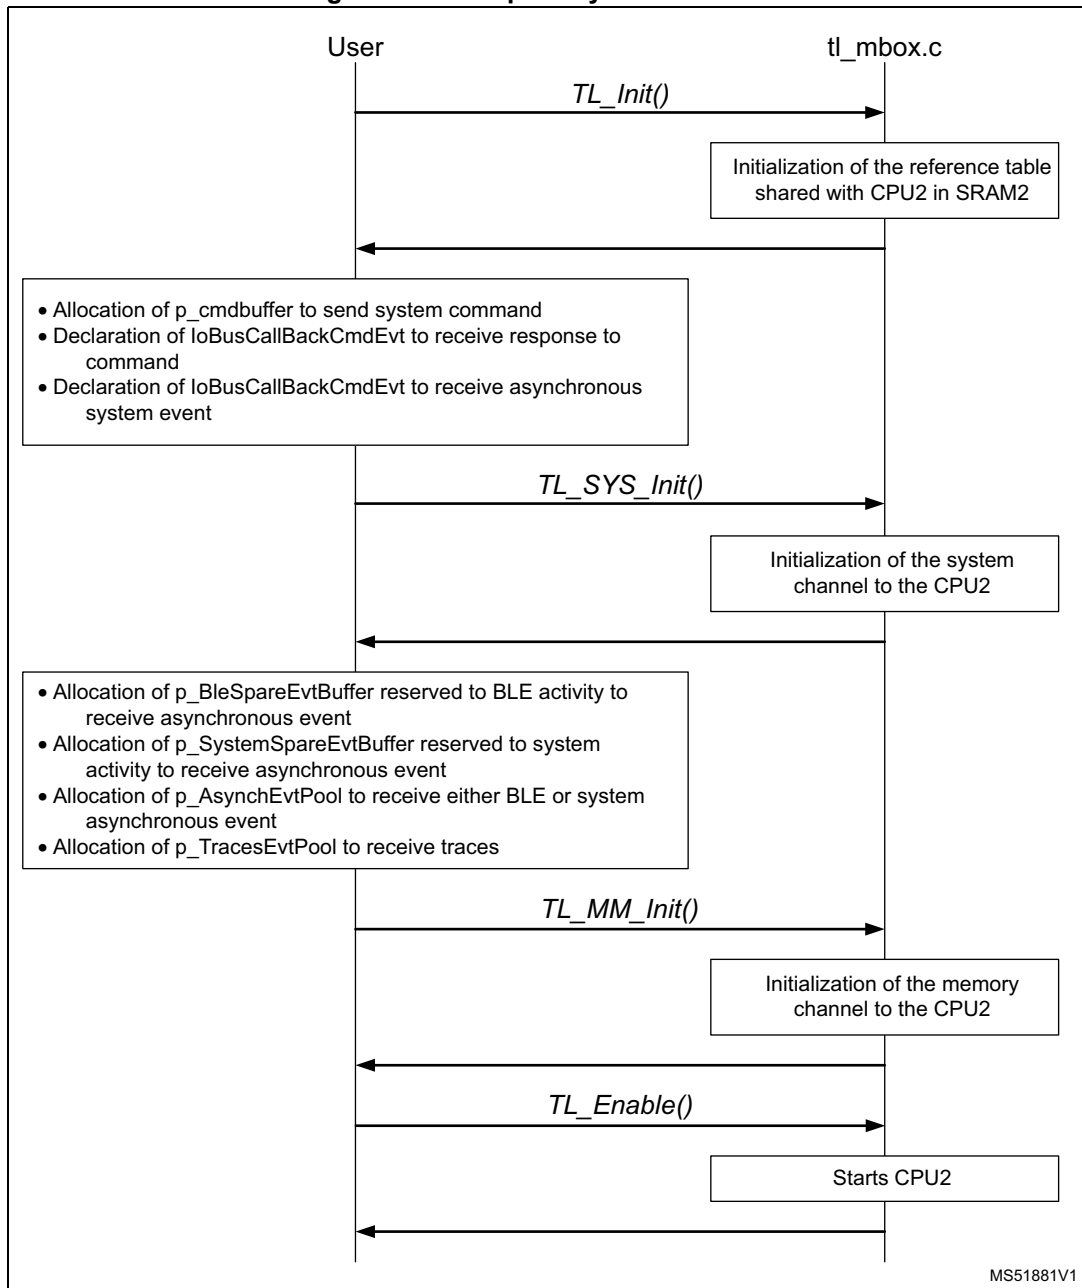 User
tl_mbox.c
TL_Init()
Initialization of the reference table
shared with CPU2 in SRAM2
• Allocation of p_cmdbuffer to send system command
• Declaration of IoBusCallBackCmdEvt to receive response to
command
• Declaration of IoBusCallBackCmdEvt to receive asynchronous
system event
TL_SYS_Init()
Initialization of the system
channel to the CPU2
• Allocation of p_BleSpareEvtBuffer reserved to BLE activity to
receive asynchronous event
• Allocation of p_SystemSpareEvtBuffer reserved to system
activity to receive asynchronous event
• Allocation of p_AsynchEvtPool to receive either BLE or system
asynchronous event
• Allocation of p_TracesEvtPool to receive traces
TL_MM_Init()
Initialization of the memory
channel to the CPU2
TL_Enable()
Starts CPU2
MS51881V1